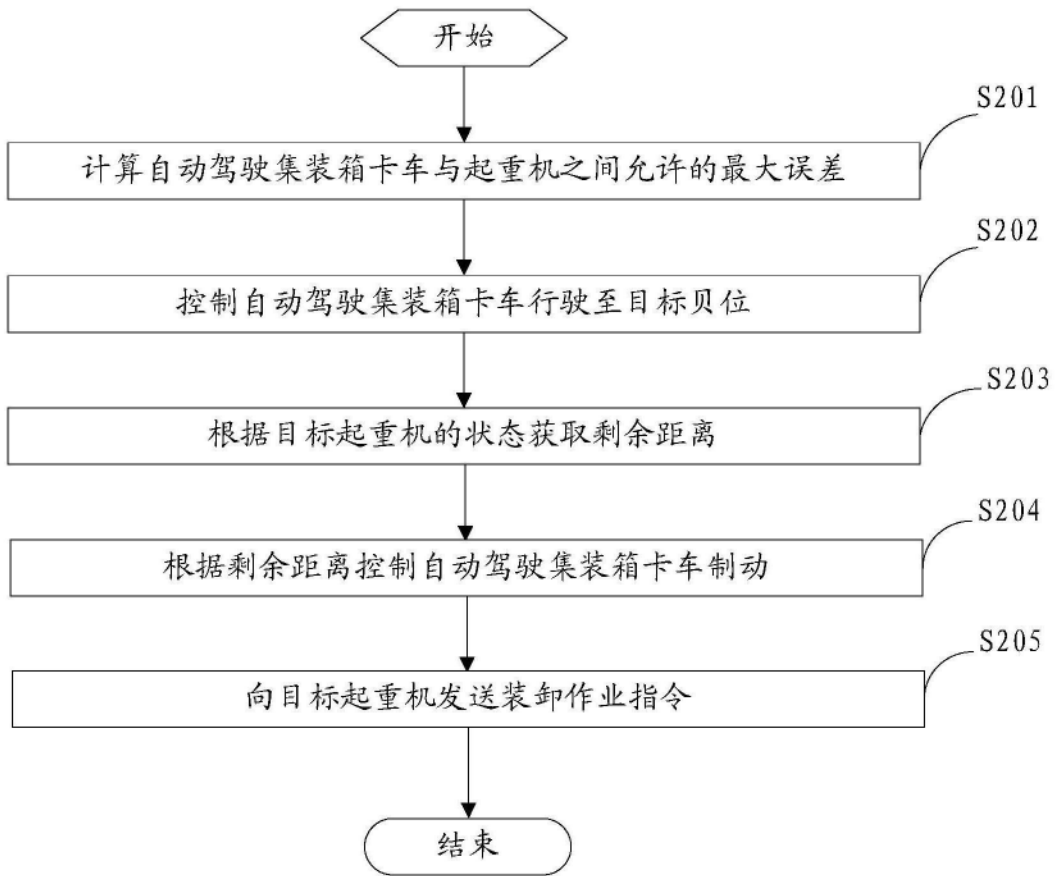 开始
S201
计算自动驾驶集装箱卡车与起重机之间允许的最大误差
S202
控制自动驾驶集装箱卡车行驶至目标贝位
S203
根据目标起重机的状态获取剩余距离
S204
根据剩余距离控制自动驾驶集装箱卡车制动
S205
向目标起重机发送装卸作业指令
结束